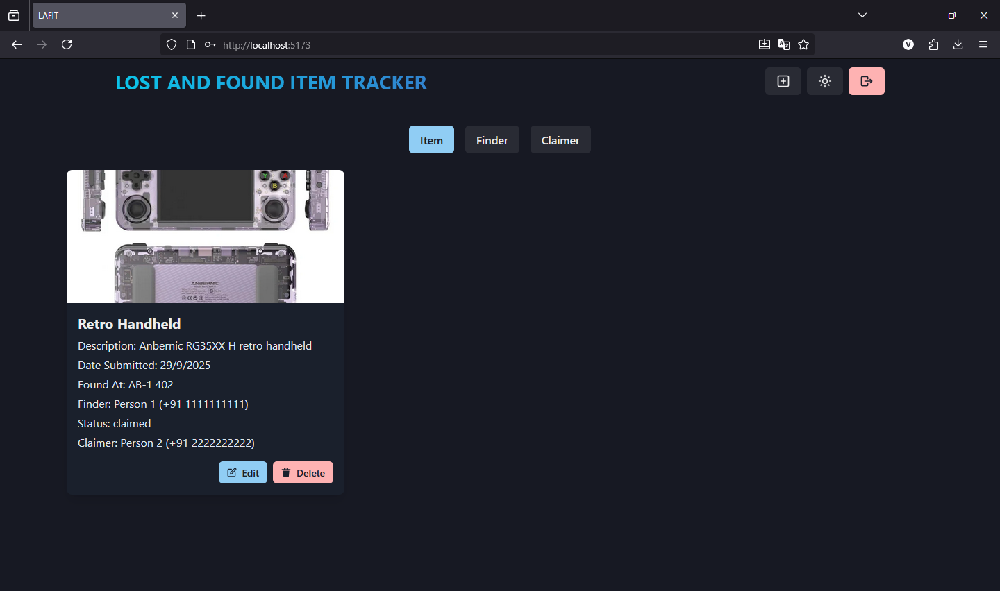 LAFIT
http://localhost:5173
V
LOST AND FOUND ITEM TRACKER
Item
Finder
Claimer
Y
B
ANBERNIC
Retro Handheld
Description: Anbernic RG35XX H retro handheld
Date Submitted: 29/9/2025
Found At: AB-1 402
Finder: Person 1 (+91 1111111111)
Status: claimed
Claimer: Person 2 (+91 2222222222)
Edit
Delete